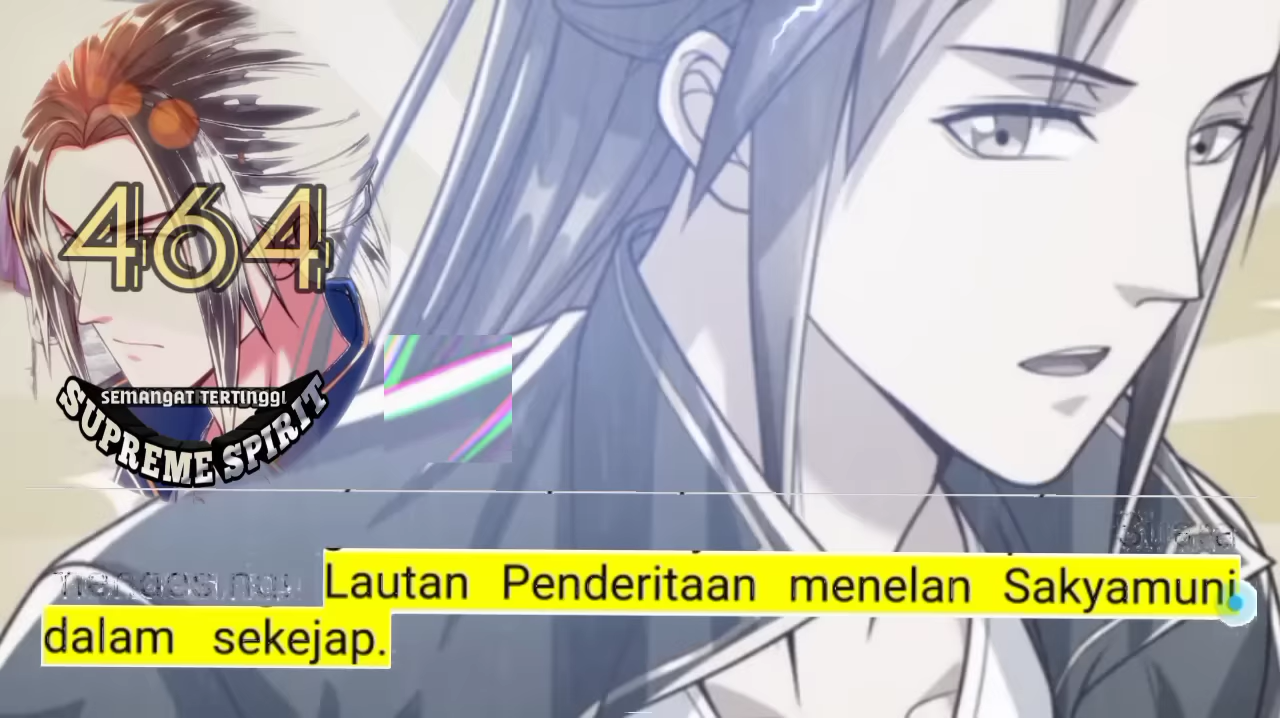 464
SEMANGAT TERTINGGI
SUPREME SPIRIT
Lautan Penderitaan menelan Sakyamuni
dalam sekejap.